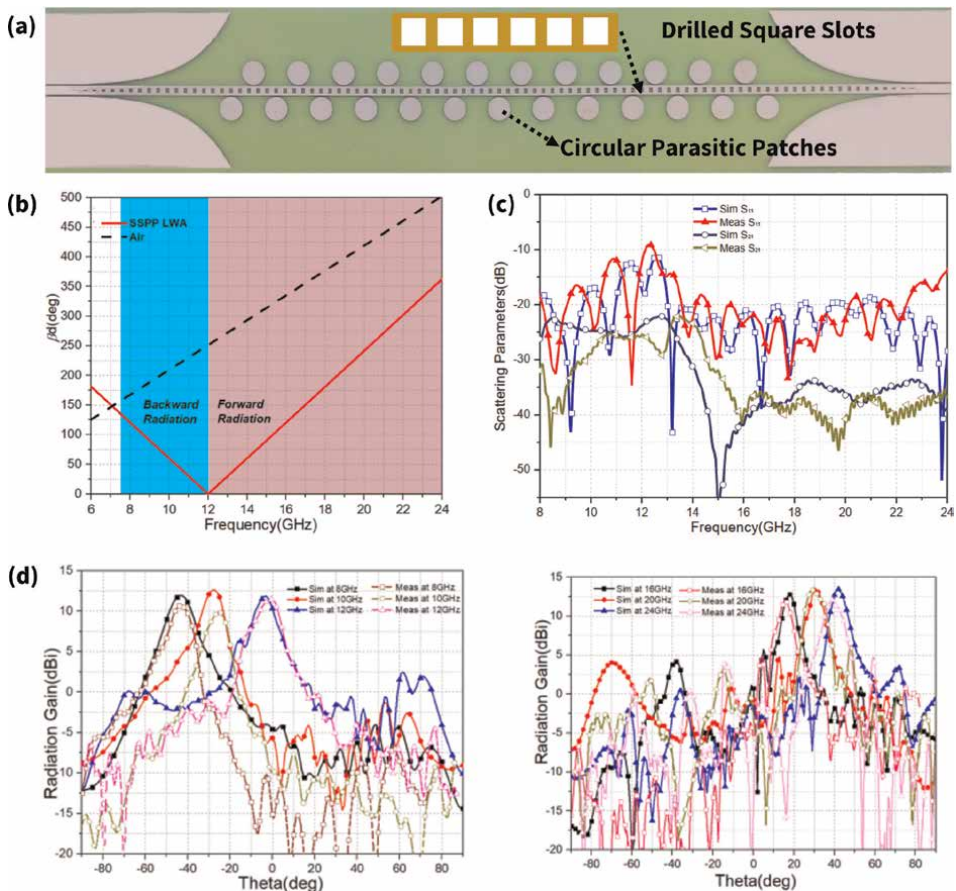 (a)
Drilled Square Slots
Circular Parasitic Patches
(b)
500
450
400
350
300
250
200
150
100
50
0
βd(deg)
SSPP LWA
Air
Backward
Radiation
Forward
Radiation
6 8 10 12 14 16 18 20 22 24
Frequency(GHz)
(c)
0
-10
-20
-30
-40
-50
Scattering Parameters(dB)
Sim S₁₁
Meas S₁₁
Sim S₂₁
Meas S₂₁
8 10 12 14 16 18 20 22 24
Frequency(GHz)
(d)
15
10
5
0
-5
-10
-15
-20
Radiation Gain(dBi)
Sim at 8GHz
Sim at 10GHz
Sim at 12GHz
Meas at 8GHz
Meas at 10GHz
Meas at 12GHz
-80 -60 -40 -20 0 20 40 60 80
Theta(deg)
15
10
5
0
-5
-10
-15
-20
Radiation Gain(dBi)
Sim at 16GHz
Sim at 20GHz
Sim at 24GHz
Meas at 16GHz
Meas at 20GHz
Meas at 24GHz
-80 -60 -40 -20 0 20 40 60 80
Theta(deg)